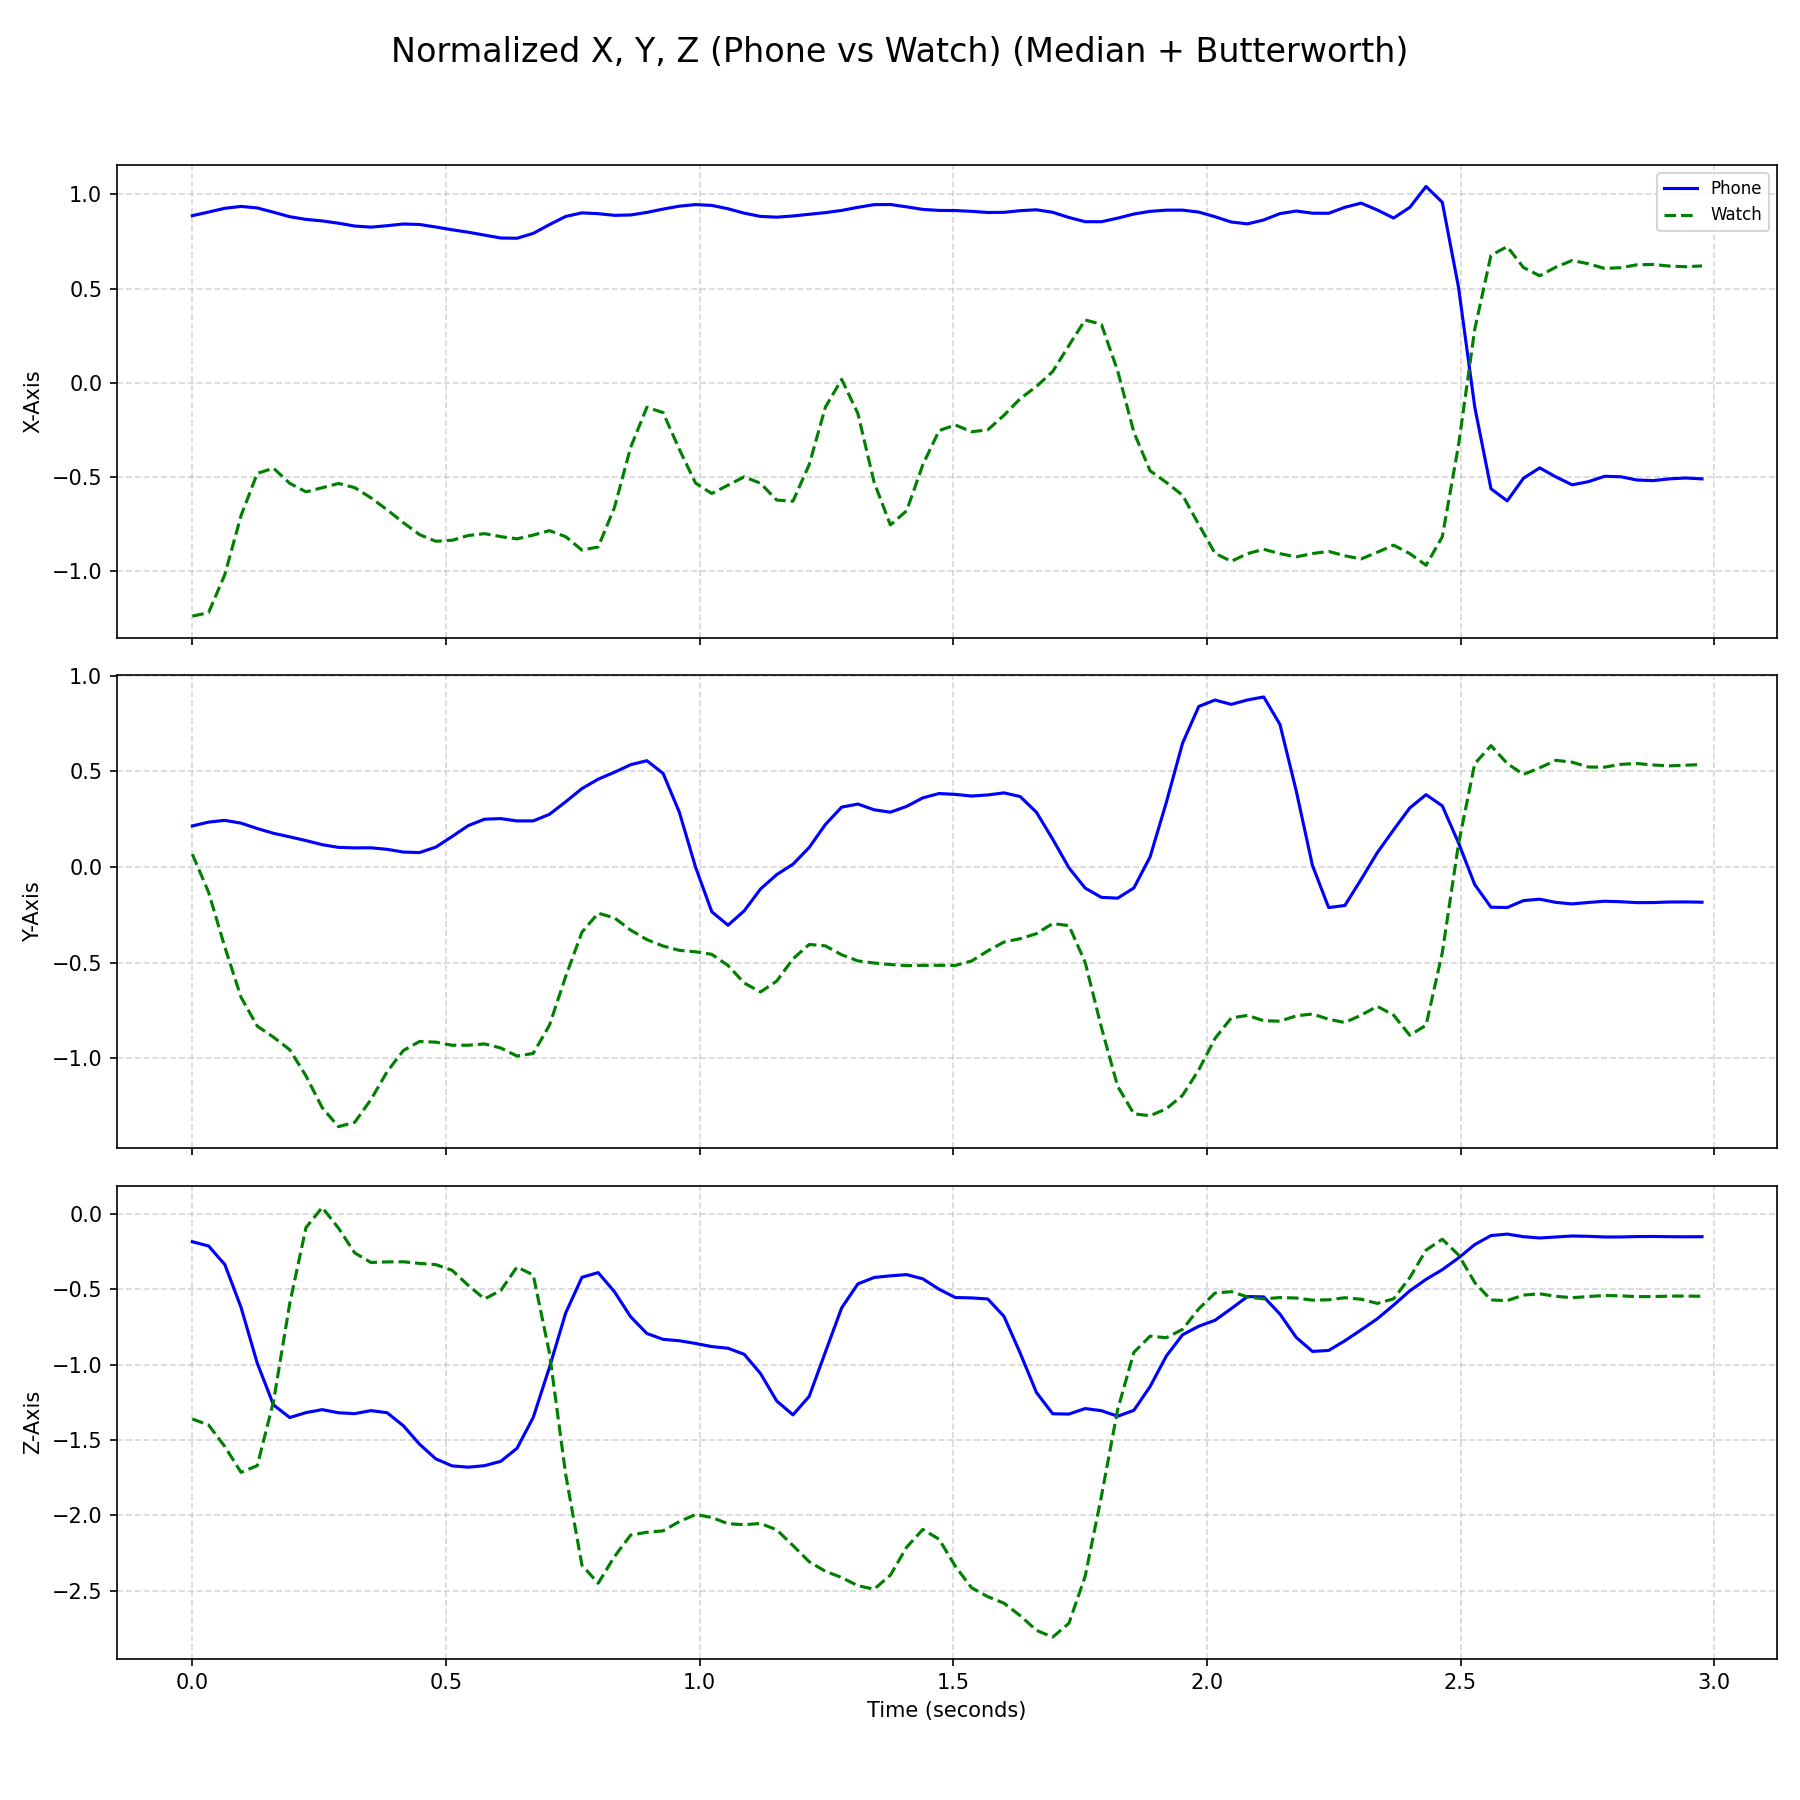 Normalized X, Y, Z (Phone vs Watch) (Median + Butterworth)
Phone
Watch
X-Axis
1.0
0.5
0.0
−0.5
−1.0
Y-Axis
1.0
0.5
0.0
−0.5
−1.0
Z-Axis
0.0
−0.5
−1.0
−1.5
−2.0
−2.5
0.0 0.5 1.0 1.5 2.0 2.5 3.0
Time (seconds)